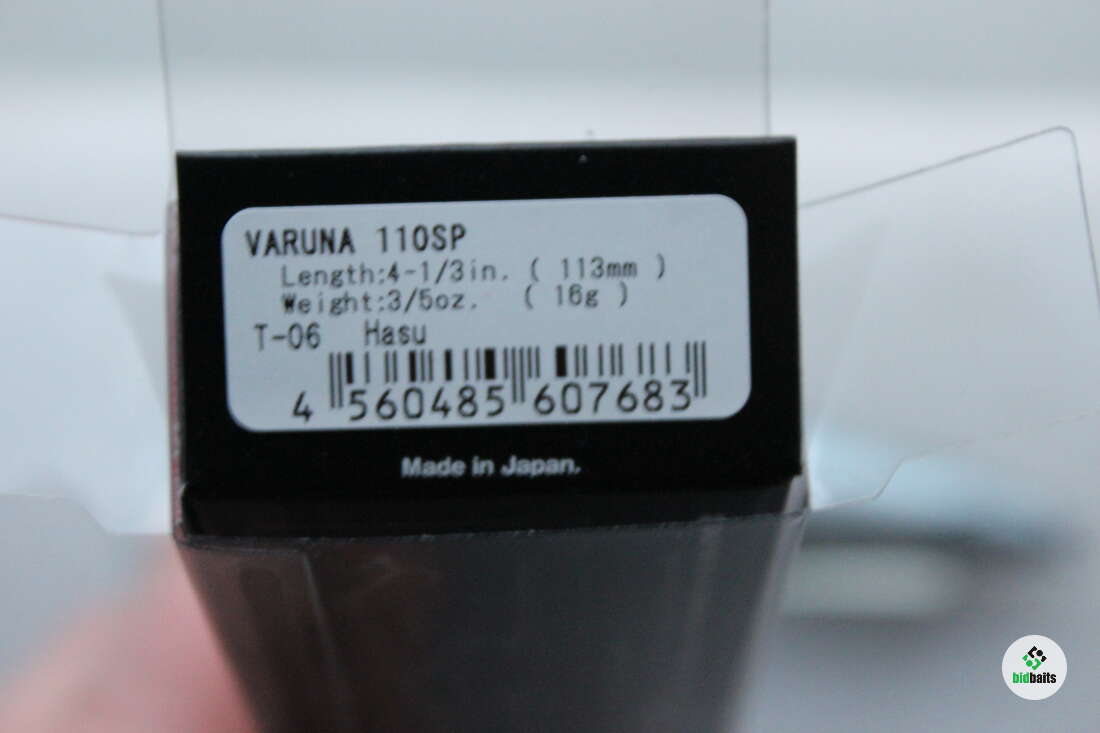 VARUNA 110SP
Length:4-1/3in. ( 113mm )
Weight:3/5oz. ( 16g )
T-06 Hasu
4 560485 607683
Made in Japan.
bidbaits